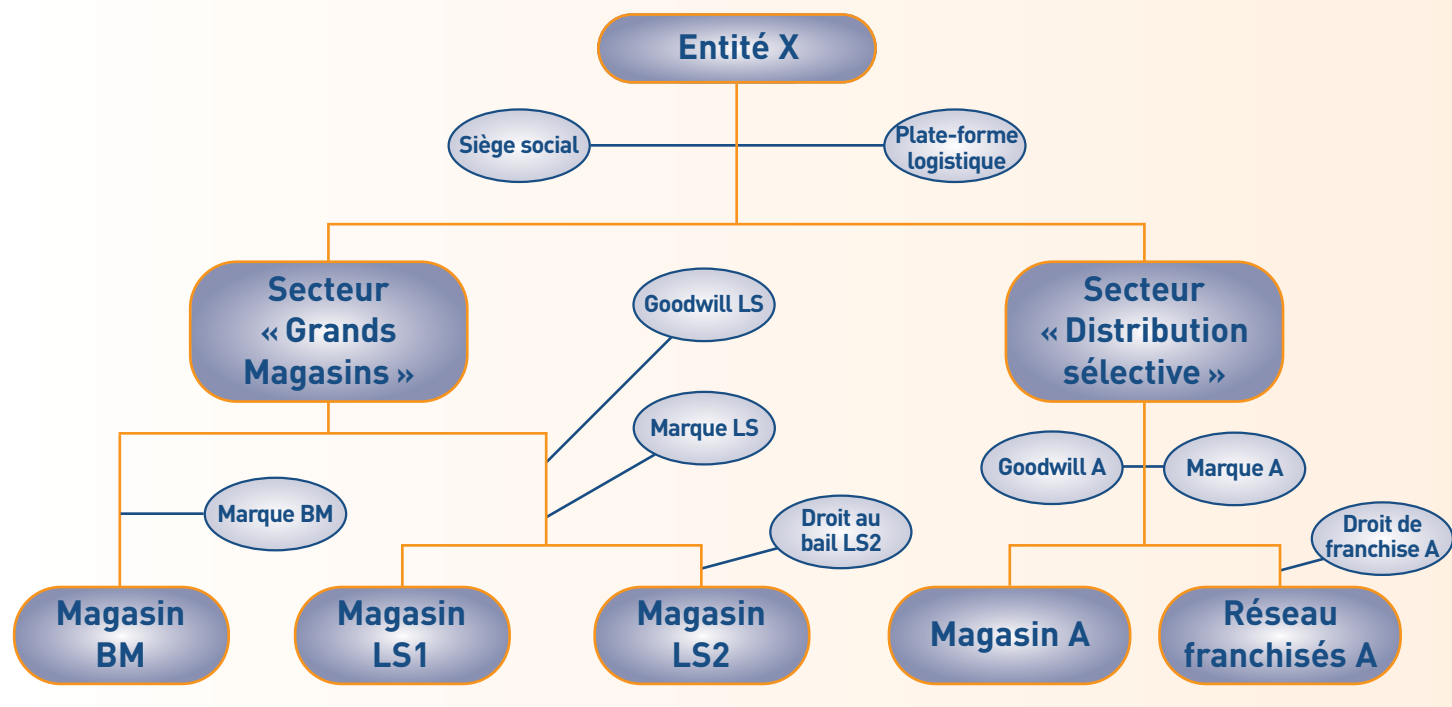 Entité X
Siège social
Plate-forme
logistique
Secteur
« Grands
Magasins »
Goodwill LS
Secteur
« Distribution
sélective »
Marque LS
Goodwill A
Marque A
Marque BM
Droit au
bail LS2
Droit de
franchise A
Magasin
BM
Magasin
LS1
Magasin
LS2
Magasin A
Réseau
franchisés A